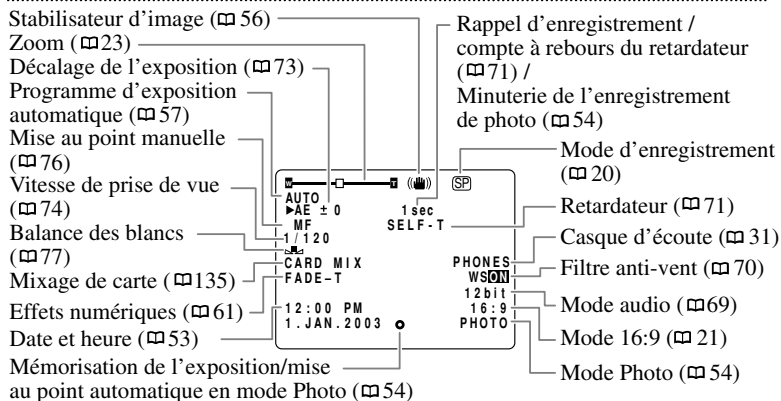 Stabilisateur d'image (56)
Zoom (23)
Décalage de l'exposition (73)
Programme d'exposition
automatique (57)
Mise au point manuelle
(76)
Vitesse de prise de vue
(74)
Balance des blancs
(77)
Mixage de carte (135)
Effets numériques (61)
Date et heure (53)
Mémorisation de l'exposition/mise
au point automatique en mode Photo (54)
W T SP
AUTO
AE ±0 1sec
MF SELF-T
1/120
CARD MIX PHONES
FADE-T WS ON
12bit
12:00 PM 16:9
1.JAN.2003 PHOTO
Rappel d'enregistrement /
compte à rebours du retardateur
(71) /
Minuterie de l'enregistrement
de photo (54)
Mode d'enregistrement
(20)
Retardateur (71)
Casque d'écoute (31)
Filtre anti-vent (70)
Mode audio (69)
Mode 16:9 (21)
Mode Photo (54)